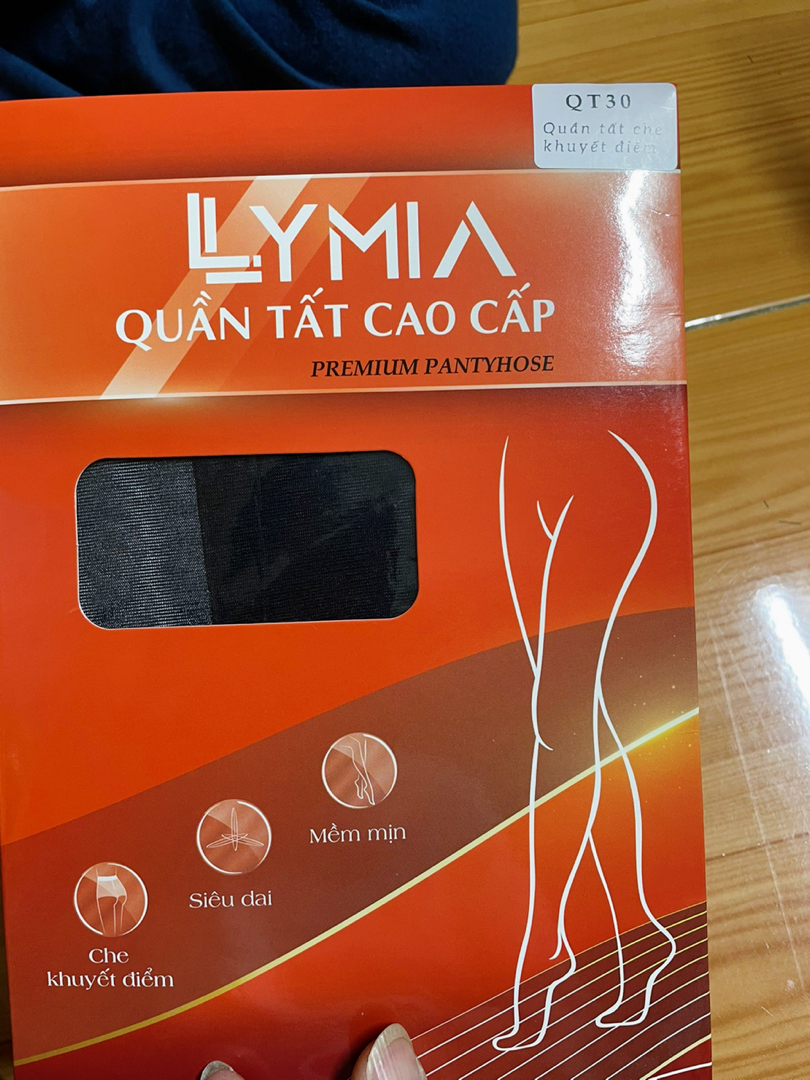 QT30
Quần tất che
khuyết điểm
LYMIA
QUẦN TẤT CAO CẤP
PREMIUM PANTYHOSE
Mềm mịn
Siêu dai
Che
khuyết điểm